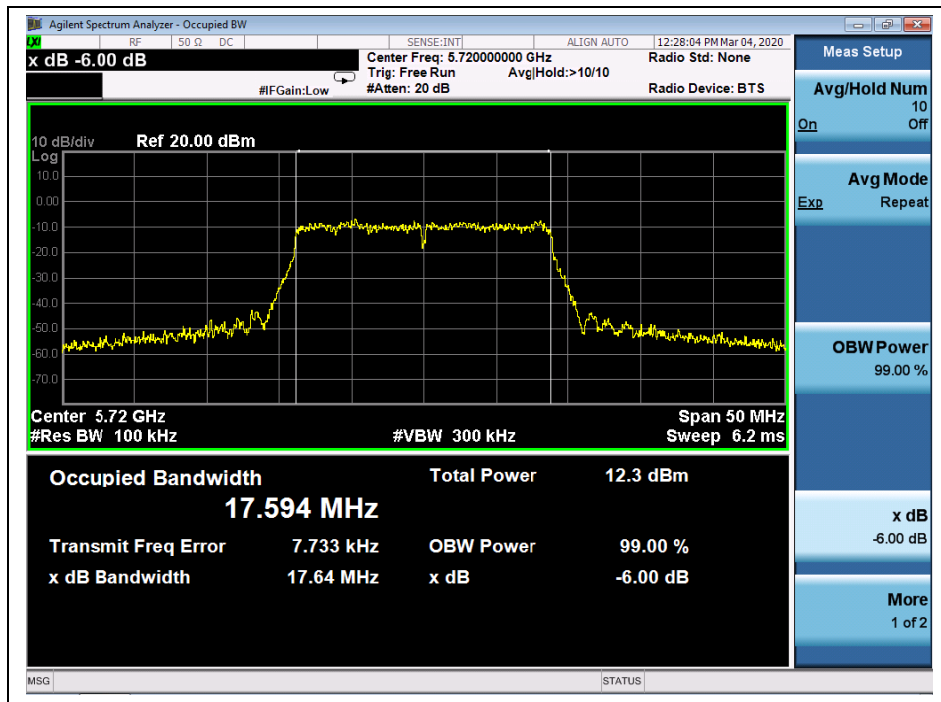 Agilent Spectrum Analyzer - Occupied BW
LXI RF 50 Ω DC SENSE:INT ALIGN AUTO 12:28:04 PM Mar 04, 2020
x dB -6.00 dB
Center Freq: 5.720000000 GHz
Radio Std: None
Trig: Free Run Avg|Hold:>10/10
#IFGain:Low
#Atten: 20 dB
Radio Device: BTS
10 dB/div
Ref 20.00 dBm
Log
10.0
0.00
-10.0
-20.0
-30.0
-40.0
-50.0
-60.0
-70.0
Center 5.72 GHz
Span 50 MHz
#Res BW 100 kHz
#VBW 300 kHz
Sweep 6.2 ms
Occupied Bandwidth
Total Power 12.3 dBm
17.594 MHz
Transmit Freq Error 7.733 kHz
OBW Power 99.00 %
x dB Bandwidth 17.64 MHz
x dB -6.00 dB
Meas Setup
Avg/Hold Num
10
On Off
Avg Mode
Exp Repeat
OBW Power
99.00 %
x dB
-6.00 dB
More
1 of 2
MSG
STATUS